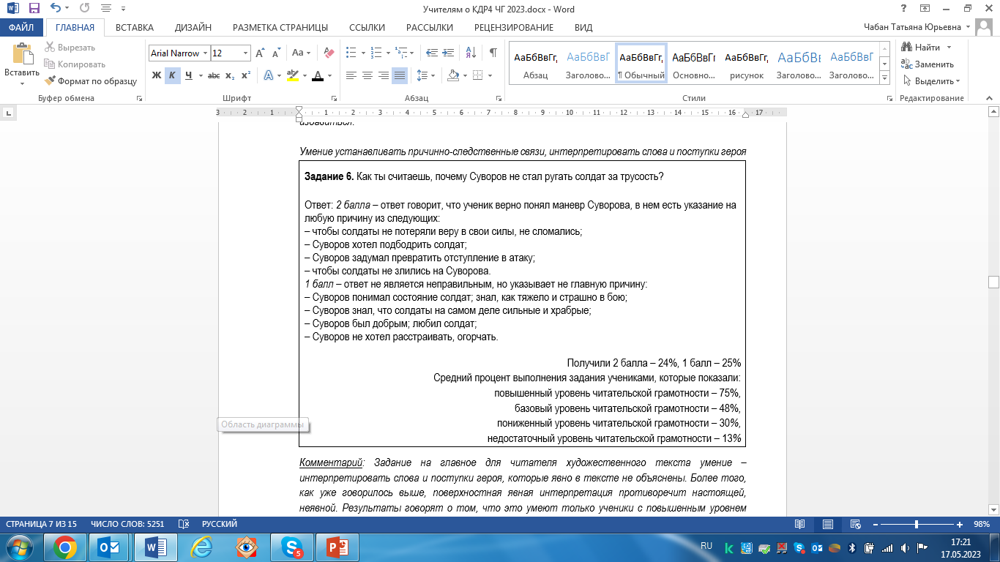 Учителям о КДР4 ЧГ 2023.docx - Word
ФАЙЛ ГЛАВНАЯ ВСТАВКА ДИЗАЙН РАЗМЕТКА СТРАНИЦЫ ССЫЛКИ РАССЫЛКИ РЕЦЕНЗИРОВАНИЕ ВИД Чабан Татьяна Юрьевна
Вставить
Вырезать
Копировать
Формат по образцу
Буфер обмена
Arial Narrow 12
Ж К Ч abc x₂ x²
Шрифт
Абзац
АаБбВвГг, АаБбВвГ АаБбВвГг, АаБбВвГг АаБбВвГг, АаБбВ АаБбВвГ
Абзац Заголово... ¶ Обычный Основно... рисунок Заголово... Заголово...
Стили
Найти
Заменить
Выделить
Редактирование
3 2 1 1 2 3 4 5 6 7 8 9 10 11 12 13 14 15 16 17
избавиться.
Умение устанавливать причинно-следственные связи, интерпретировать слова и поступки героя
Задание 6. Как ты считаешь, почему Суворов не стал ругать солдат за трусость?
Ответ: 2 балла – ответ говорит, что ученик верно понял маневр Суворова, в нем есть указание на
любую причину из следующих:
– чтобы солдаты не потеряли веру в свои силы, не сломались;
– Суворов хотел подбодрить солдат;
– Суворов задумал превратить отступление в атаку;
– чтобы солдаты не злились на Суворова.
1 балл – ответ не является неправильным, но указывает не главную причину:
– Суворов понимал состояние солдат; знал, как тяжело и страшно в бою;
– Суворов знал, что солдаты на самом деле сильные и храбрые;
– Суворов был добрым; любил солдат;
– Суворов не хотел расстраивать, огорчать.
Получили 2 балла – 24%, 1 балл – 25%
Средний процент выполнения задания учениками, которые показали:
повышенный уровень читательской грамотности – 75%,
базовый уровень читательской грамотности – 48%,
пониженный уровень читательской грамотности – 30%,
недостаточный уровень читательской грамотности – 13%
Область диаграммы
Комментарий: Задание на главное для читателя художественного текста умение –
интерпретировать слова и поступки героя, которые явно в тексте не объяснены. Более того,
как уже говорилось выше, поверхностная явная интерпретация противоречит настоящей,
неявной. Результаты говорят о том, что это умеют только ученики с повышенным уровнем
СТРАНИЦА 7 ИЗ 15 ЧИСЛО СЛОВ: 5251 РУССКИЙ 98%
RU
17:21
17.05.2023